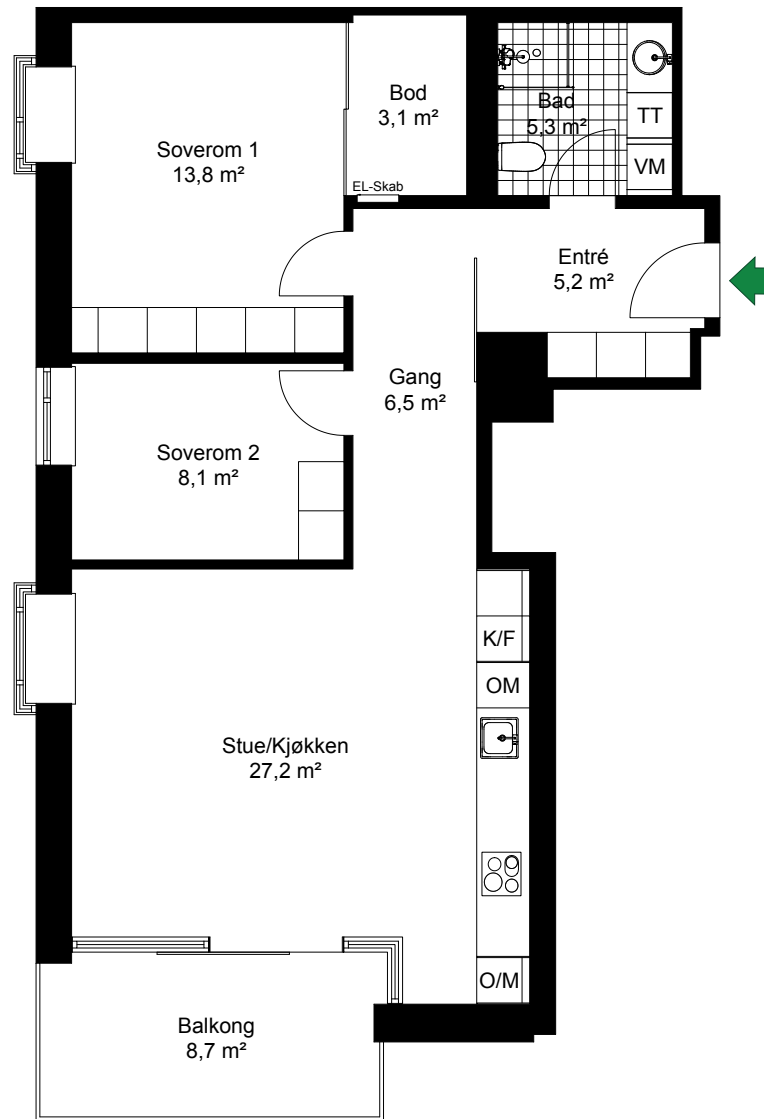 Bod
3,1 m²
Bad
5,3 m²
TT
VM
Soverom 1
13,8 m²
EL-Skab
Entré
5,2 m²
Gang
6,5 m²
Soverom 2
8,1 m²
K/F
OM
Stue/Kjøkken
27,2 m²
O/M
Balkong
8,7 m²